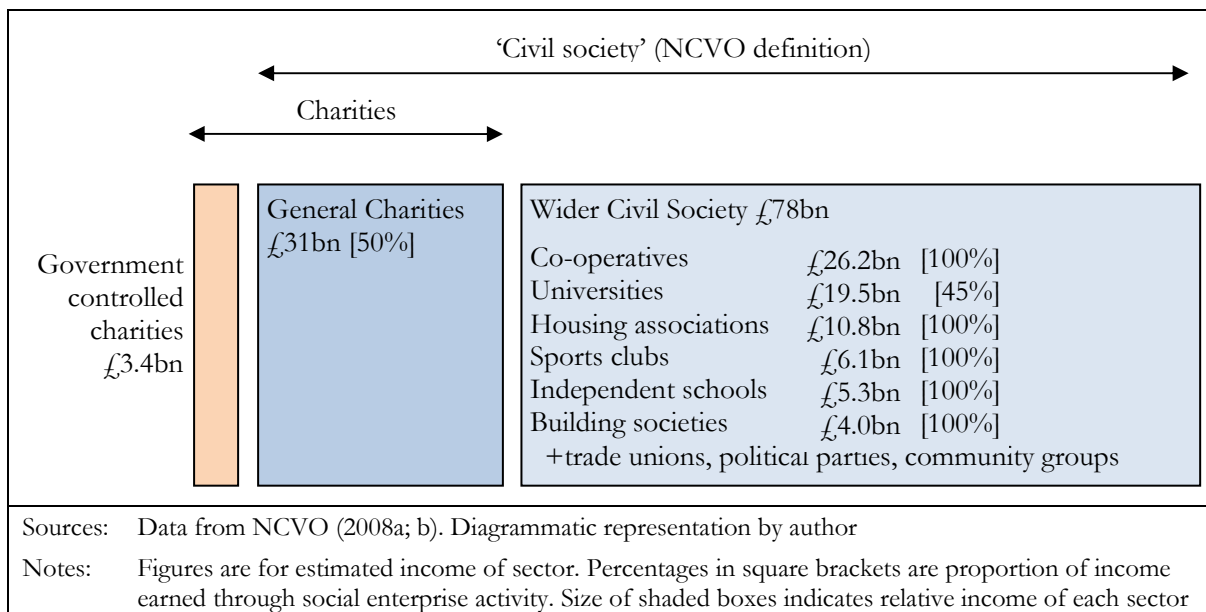 ‘Civil society’ (NCVO definition)
Charities
Government
controlled
charities
£3.4bn
General Charities
£31bn [50%]
Wider Civil Society £78bn
Co-operatives £26.2bn [100%]
Universities £19.5bn [45%]
Housing associations £10.8bn [100%]
Sports clubs £6.1bn [100%]
Independent schools £5.3bn [100%]
Building societies £4.0bn [100%]
+trade unions, political parties, community groups
Sources: Data from NCVO (2008a; b). Diagrammatic representation by author
Notes: Figures are for estimated income of sector. Percentages in square brackets are proportion of income
earned through social enterprise activity. Size of shaded boxes indicates relative income of each sector